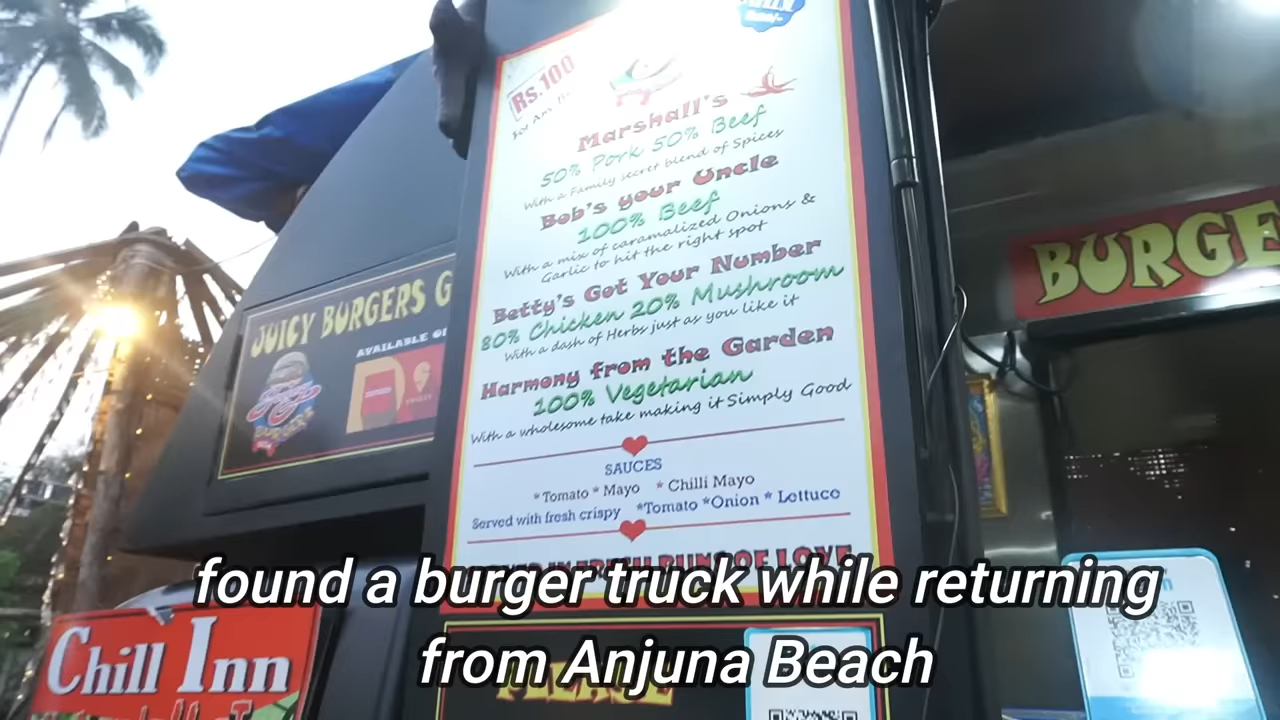 Rs.100
For Any
Marshall's
50% Pork 50% Beef
With a Family secret blend of Spices
Bob's your Uncle
100% Beef
With a mix of caramalized Onions &
Garlic to hit the right spot
Betty's Got Your Number
80% Chicken 20% Mushroom
With a dash of Herbs just as you like it
Harmony from the Garden
100% Vegetarian
With a wholesome take making it Simply Good
SAUCES
*Tomato * Mayo * Chilli Mayo
Served with fresh crispy *Tomato *Onion * Lettuce
JUICY BURGERS G
AVAILABLE
BURGE
Chill Inn
PLEASE
found a burger truck while returning
from Anjuna Beach